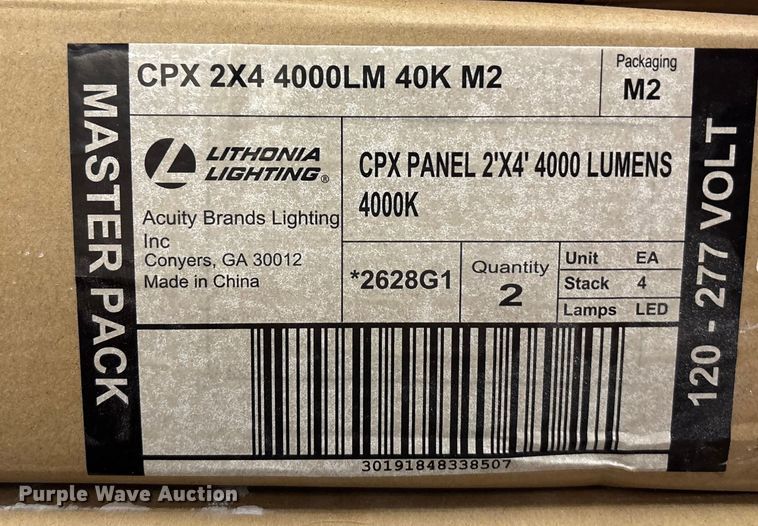 MASTER PACK
CPX 2X4 4000LM 40K M2
Packaging
M2
LITHONIA
LIGHTING®
Acuity Brands Lighting
Inc
Conyers, GA 30012
Made in China
CPX PANEL 2'X4' 4000 LUMENS
4000K
*2628G1
Quantity
2
Unit EA
Stack 4
Lamps LED
120 - 277 VOLT
30191848338507
Purple Wave Auction